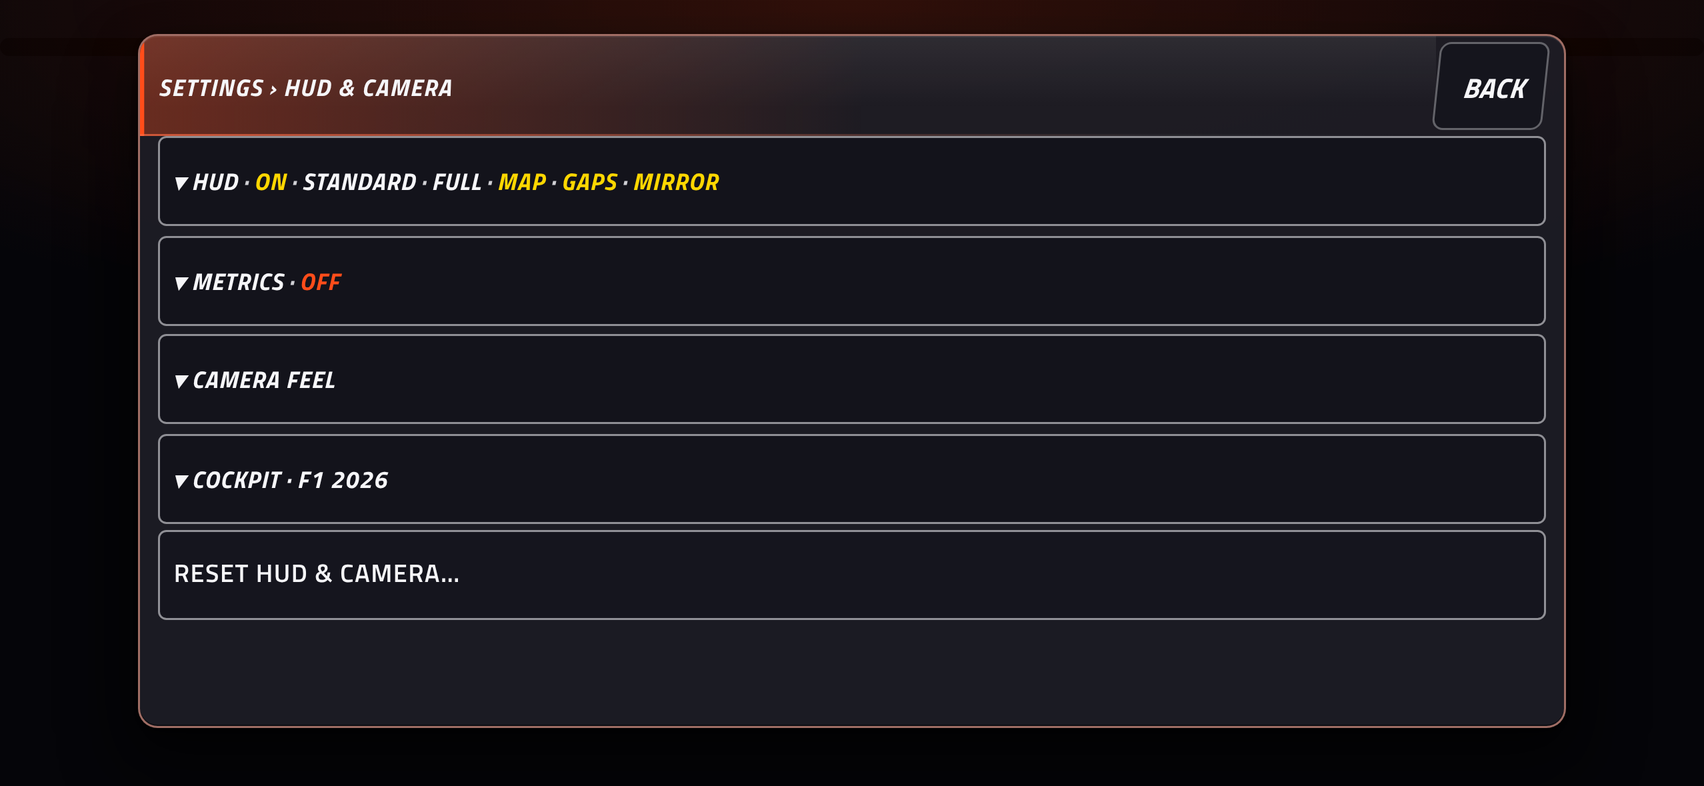 SETTINGS › HUD & CAMERA
BACK
▼ HUD · ON · STANDARD · FULL · MAP · GAPS · MIRROR
▼ METRICS · OFF
▼ CAMERA FEEL
▼ COCKPIT · F1 2026
RESET HUD & CAMERA...